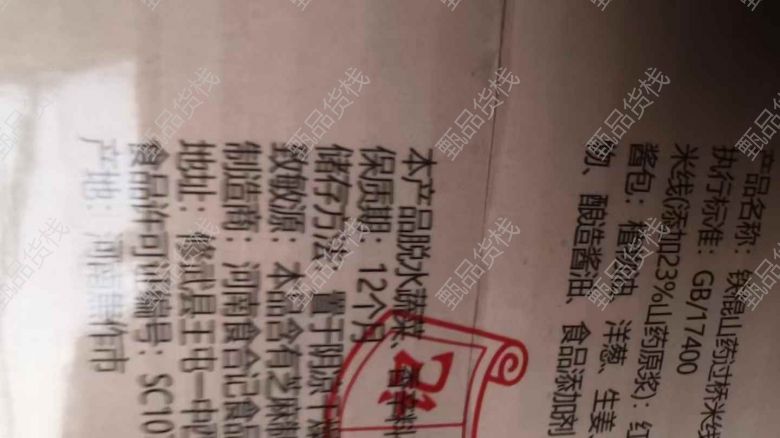 产品名称：铁棍山药过桥米线
执行标准：GB/17400
米线(添加23%山药原浆)：红
酱包：植物油、洋葱、生姜
物、酿造酱油、食品添加剂
本产品脱水蔬菜、香辛料
保质期：12个月
储存方法：置于阴凉干燥
致敏源：本品含有芝麻
制造商：河南食合记食品
地址：修武县王屯一中
食品许可证编号：SC10
产地：河南焦作市
甄品货栈